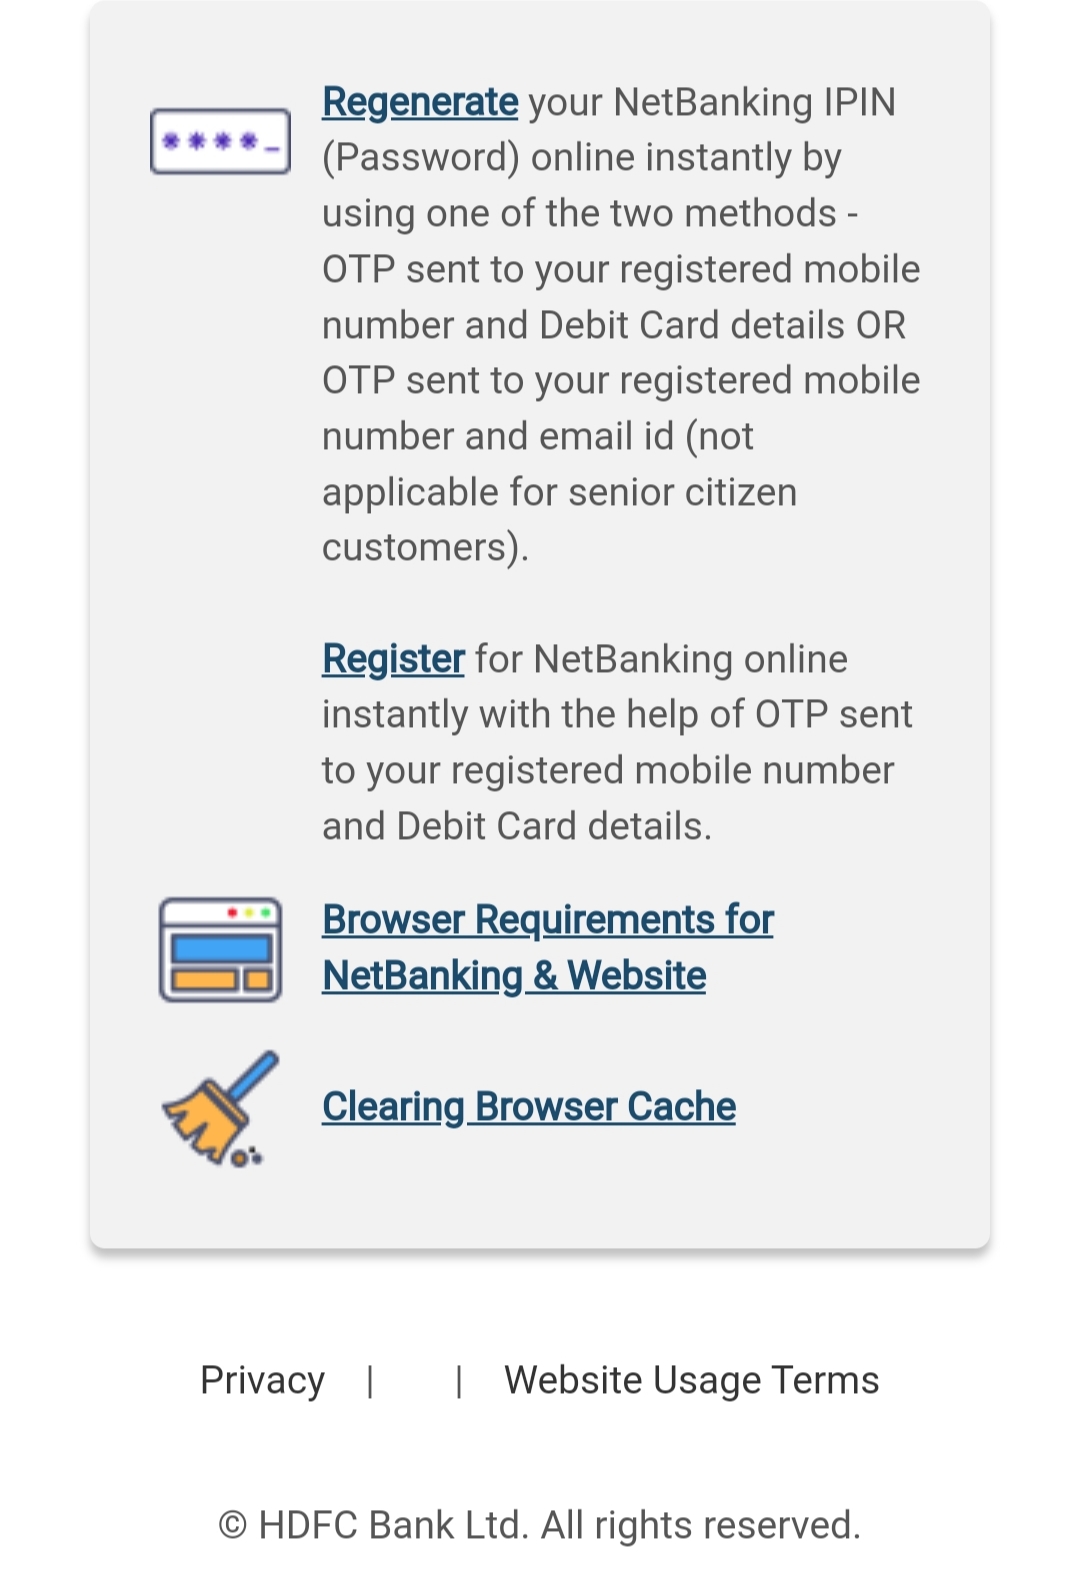 Regenerate your NetBanking IPIN
(Password) online instantly by
using one of the two methods -
OTP sent to your registered mobile
number and Debit Card details OR
OTP sent to your registered mobile
number and email id (not
applicable for senior citizen
customers).
Register for NetBanking online
instantly with the help of OTP sent
to your registered mobile number
and Debit Card details.
Browser Requirements for
NetBanking & Website
Clearing Browser Cache
Privacy | | Website Usage Terms
© HDFC Bank Ltd. All rights reserved.